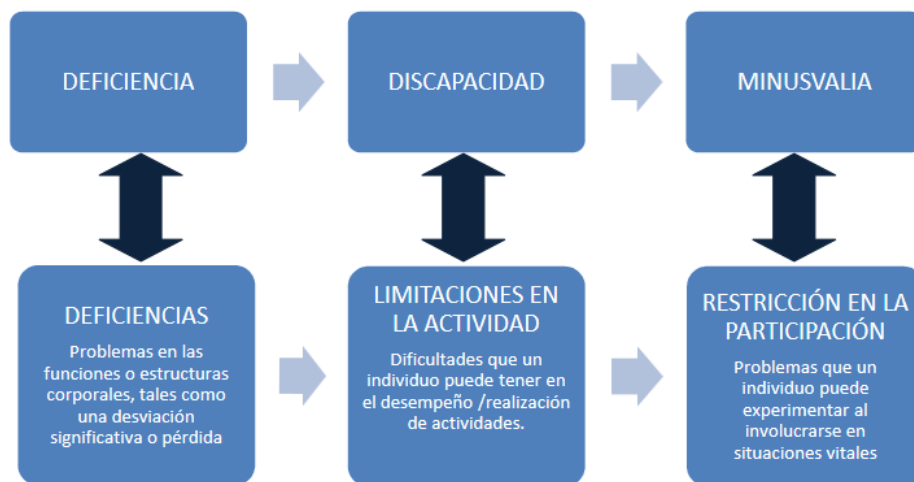 DEFICIENCIA
DISCAPACIDAD
MINUSVALIA
DEFICIENCIAS
Problemas en las
funciones o estructuras
corporales, tales como
una desviación
significativa o pérdida
LIMITACIONES EN
LA ACTIVIDAD
Dificultades que un
individuo puede tener en
el desempeño /realización
de actividades.
RESTRICCIÓN EN LA
PARTICIPACIÓN
Problemas que un
individuo puede
experimentar al
involucrarse en
situaciones vitales